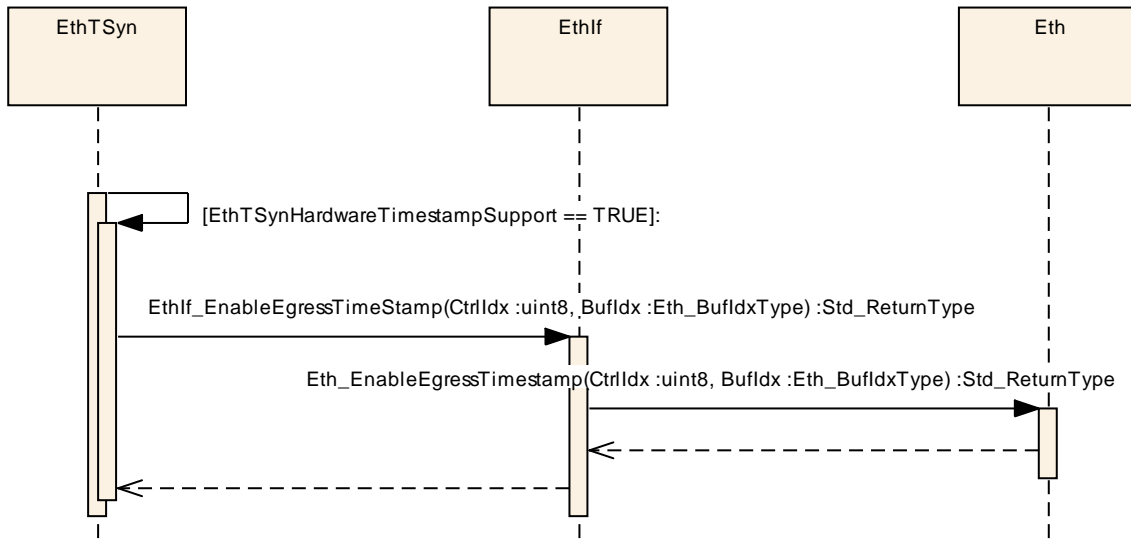 EthTSyn
EthIf
Eth
[EthTSynHardwareTimestampSupport == TRUE]:
EthIf_EnableEgressTimeStamp(CtrlIdx :uint8, BufIdx :Eth_BufIdxType) :Std_ReturnType
Eth_EnableEgressTimestamp(CtrlIdx :uint8, BufIdx :Eth_BufIdxType) :Std_ReturnType